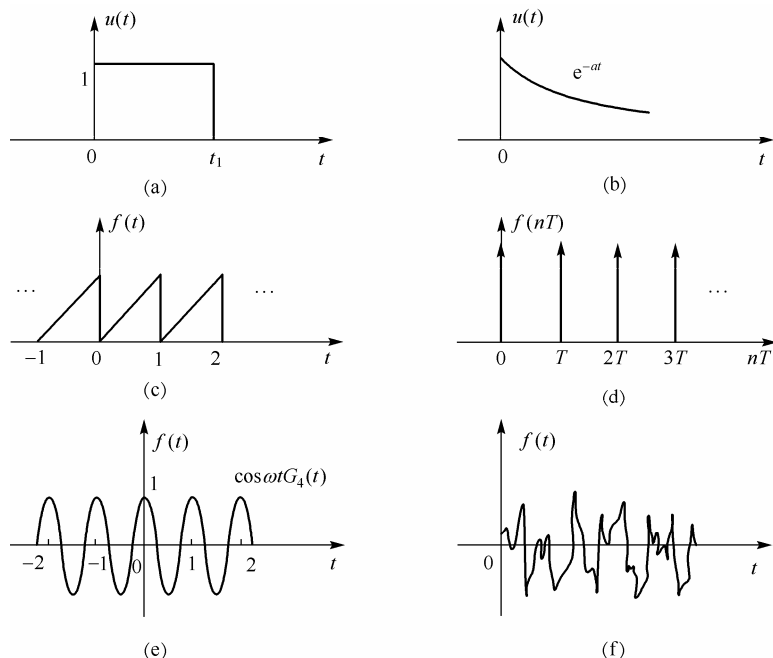 u(t)
1
0
t₁
t
(a)
u(t)
e⁻ᵃᵗ
0
t
(b)
f(t)
...
...
−1
0
1
2
t
(c)
f(nT)
...
0
T
2T
3T
nT
(d)
f(t)
1
cosωtG₄(t)
−2
−1
0
1
2
t
(e)
f(t)
0
t
(f)